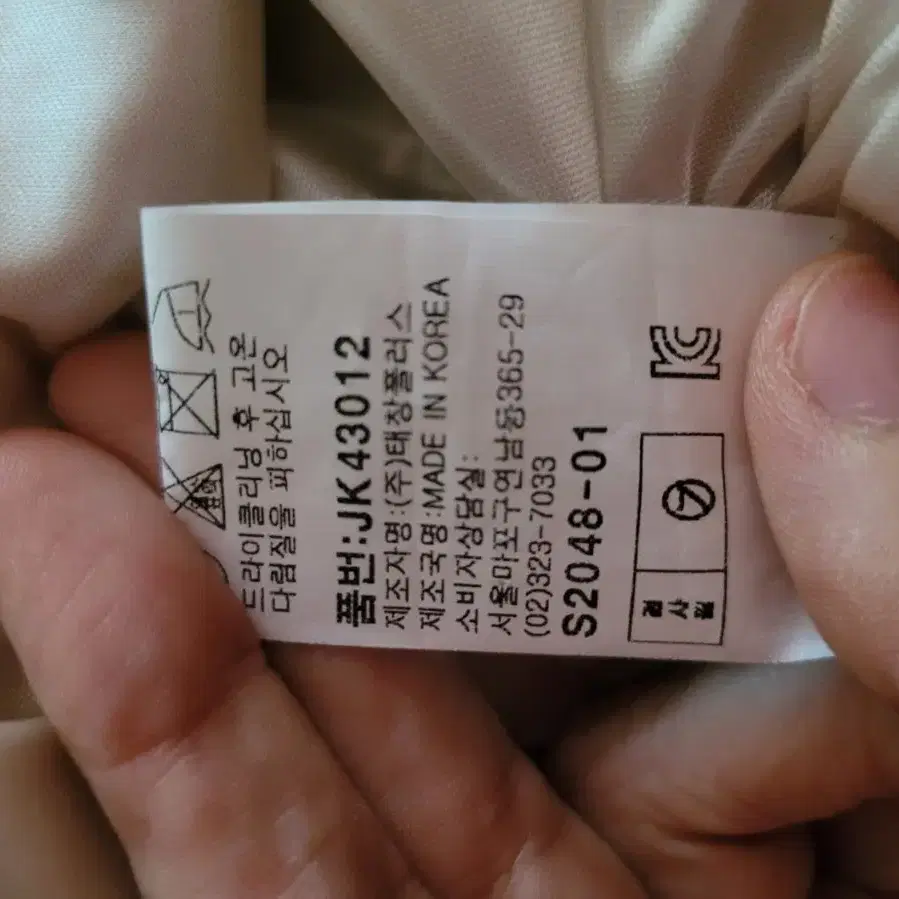 드라이클리닝 후 고온
다림질을 피하십시오
품번:JK43012
제조자명:(주)태창플러스
제조국명:MADE IN KOREA
소비자상담실:
서울마포구연남동365-29
(02)323-7033
S2048-01